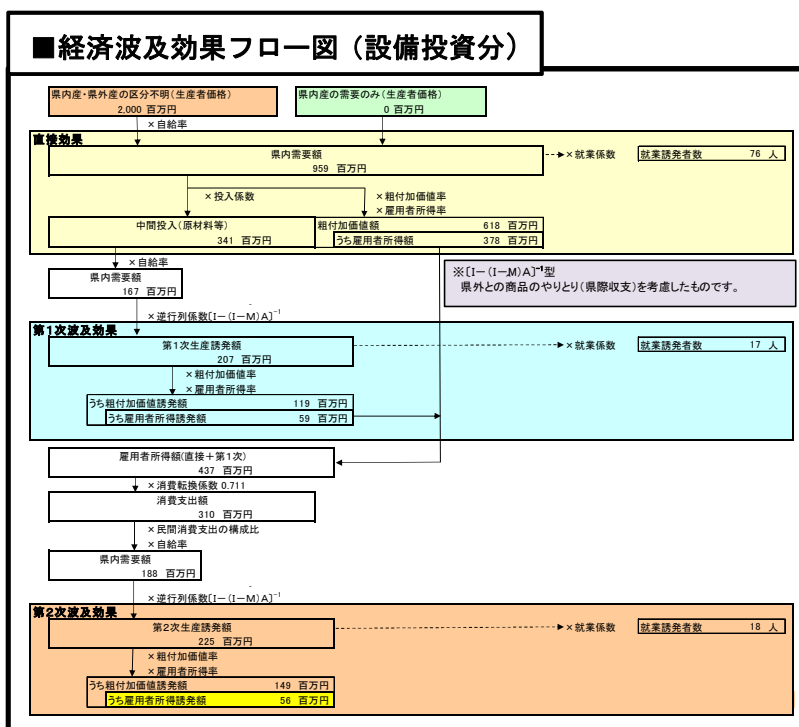 ■経済波及効果フロー図（設備投資分）
県内産・県外産の区分不明(生産者価格)
2,000 百万円
県内産の需要のみ(生産者価格)
0 百万円
×自給率
直接効果
県内需要額
959 百万円
×就業係数
就業誘発者数 76 人
×投入係数
×粗付加価値率
×雇用者所得率
中間投入(原材料等)
341 百万円
粗付加価値額 618 百万円
うち雇用者所得額 378 百万円
×自給率
県内需要額
167 百万円
※[I－(I－M)A]⁻¹型
県外との商品のやりとり(県際収支)を考慮したものです。
×逆行列係数[I－(I－M)A]⁻¹
第1次波及効果
第1次生産誘発額
207 百万円
×就業係数
就業誘発者数 17 人
×粗付加価値率
×雇用者所得率
うち粗付加価値誘発額 119 百万円
うち雇用者所得誘発額 59 百万円
雇用者所得額(直接＋第1次)
437 百万円
×消費転換係数 0.711
消費支出額
310 百万円
×民間消費支出の構成比
×自給率
県内需要額
188 百万円
×逆行列係数[I－(I－M)A]⁻¹
第2次波及効果
第2次生産誘発額
225 百万円
×就業係数
就業誘発者数 18 人
×粗付加価値率
×雇用者所得率
うち粗付加価値誘発額 149 百万円
うち雇用者所得誘発額 56 百万円